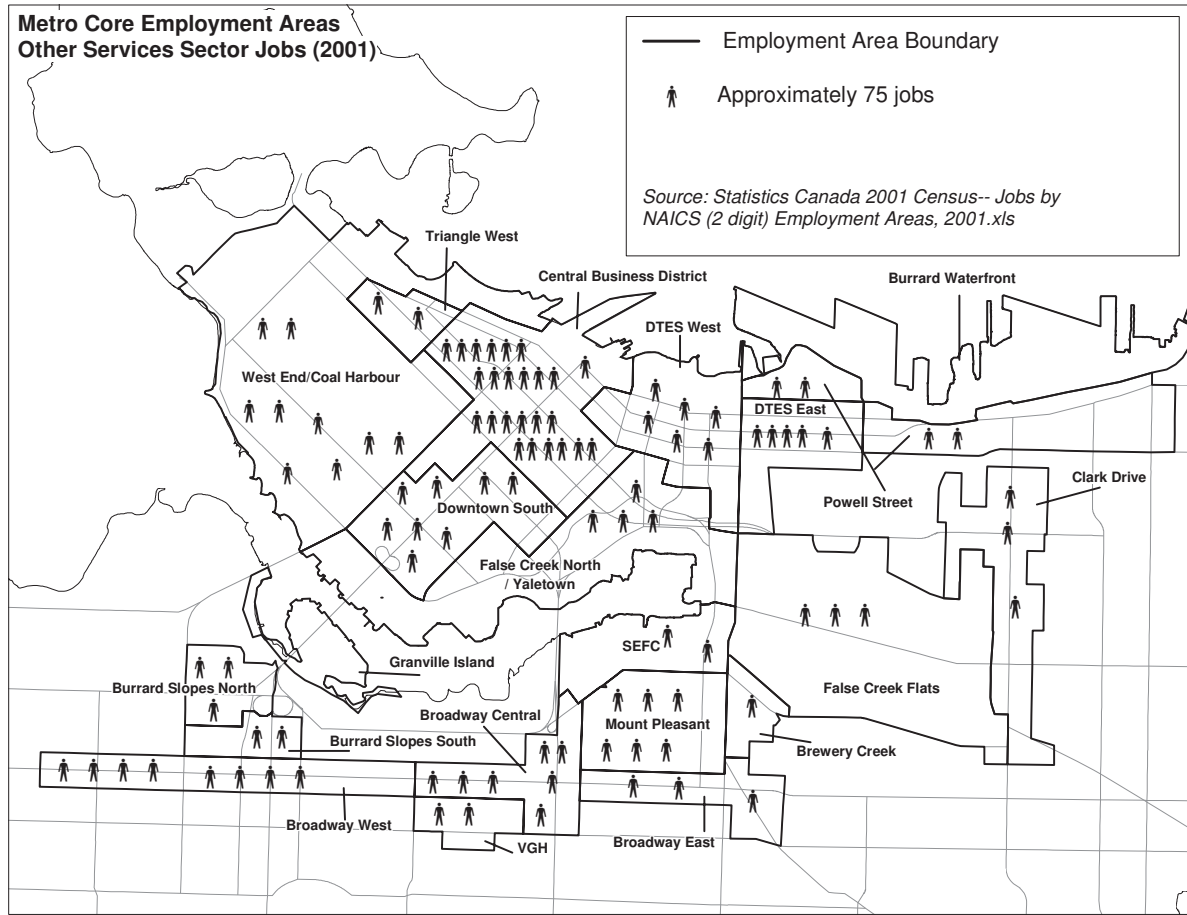 Metro Core Employment Areas
Other Services Sector Jobs (2001)
Employment Area Boundary
Approximately 75 jobs
Source: Statistics Canada 2001 Census-- Jobs by
NAICS (2 digit) Employment Areas, 2001.xls
Triangle West
Central Business District
Burrard Waterfront
DTES West
West End/Coal Harbour
DTES East
Clark Drive
Powell Street
Downtown South
False Creek North
/ Yaletown
SEFC
Granville Island
Burrard Slopes North
False Creek Flats
Broadway Central
Mount Pleasant
Burrard Slopes South
Brewery Creek
Broadway West
Broadway East
VGH